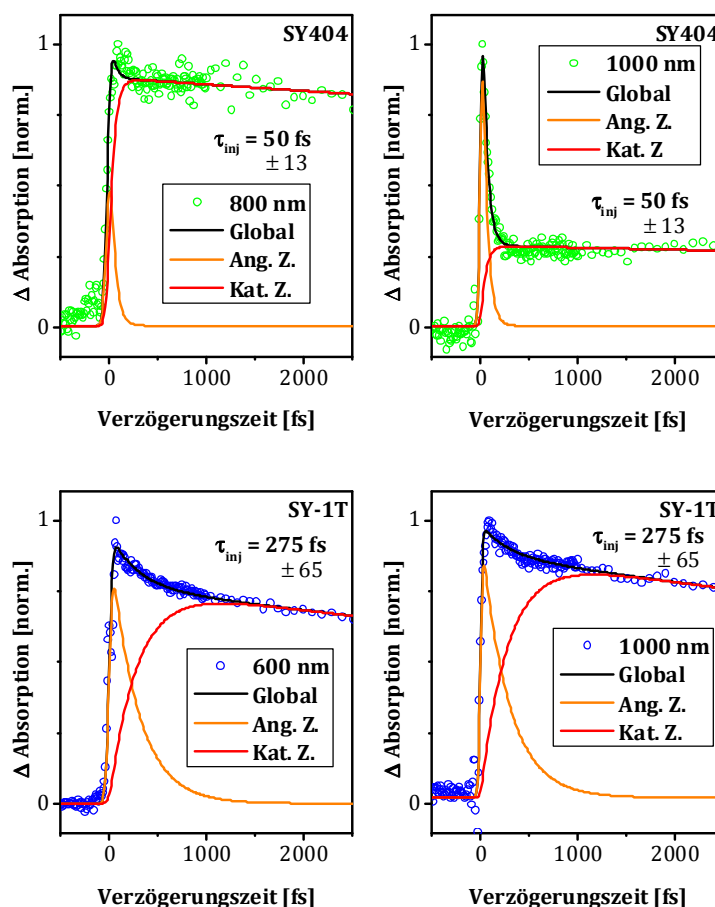 SY404
1
τinj = 50 fs
± 13
800 nm
Global
Ang. Z.
Kat. Z.
0
Δ Absorption [norm.]
0
1000
2000
Verzögerungszeit [fs]
SY404
1
1000 nm
Global
Ang. Z.
Kat. Z
τinj = 50 fs
± 13
0
Δ Absorption [norm.]
0
1000
2000
Verzögerungszeit [fs]
SY-1T
1
τinj = 275 fs
± 65
600 nm
Global
Ang. Z.
Kat. Z.
0
Δ Absorption [norm.]
0
1000
2000
Verzögerungszeit [fs]
SY-1T
1
τinj = 275 fs
± 65
1000 nm
Global
Ang. Z.
Kat. Z.
0
Δ Absorption [norm.]
0
1000
2000
Verzögerungszeit [fs]